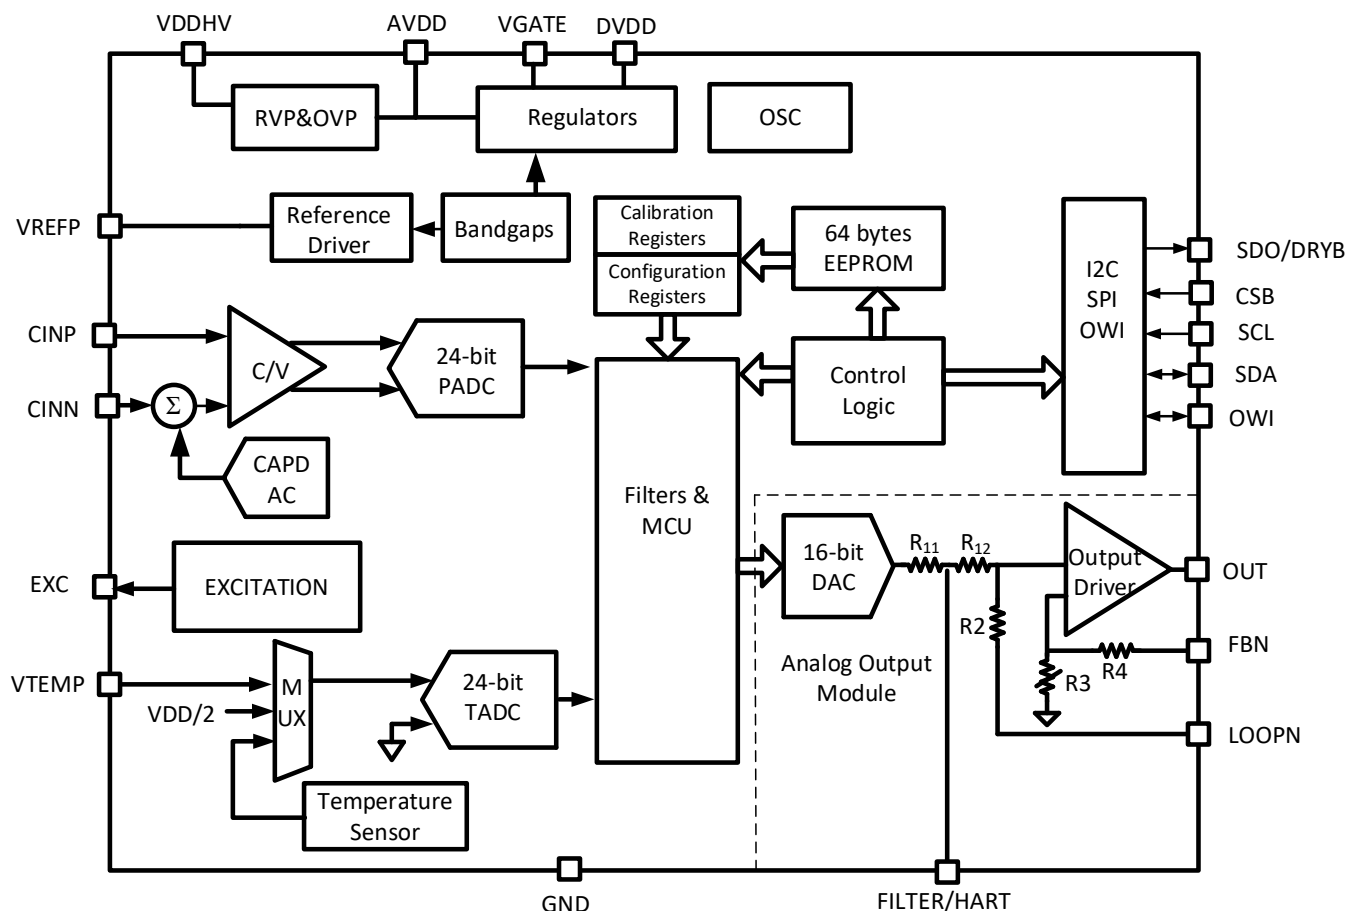 VDDHV
AVDD
VGATE
DVDD
RVP&OVP
Regulators
OSC
VREFP
Reference
Driver
Bandgaps
Calibration
Registers
Configuration
Registers
64 bytes
EEPROM
I2C
SPI
OWI
SDO/DRYB
CSB
SCL
SDA
OWI
CINP
CINN
Σ
C/V
24-bit
PADC
Control
Logic
CAPD
AC
Filters &
MCU
EXC
EXCITATION
16-bit
DAC
R11
R12
Output
Driver
OUT
R2
FBN
R3
R4
Analog Output
Module
LOOPN
VTEMP
VDD/2
M
UX
24-bit
TADC
Temperature
Sensor
GND
FILTER/HART